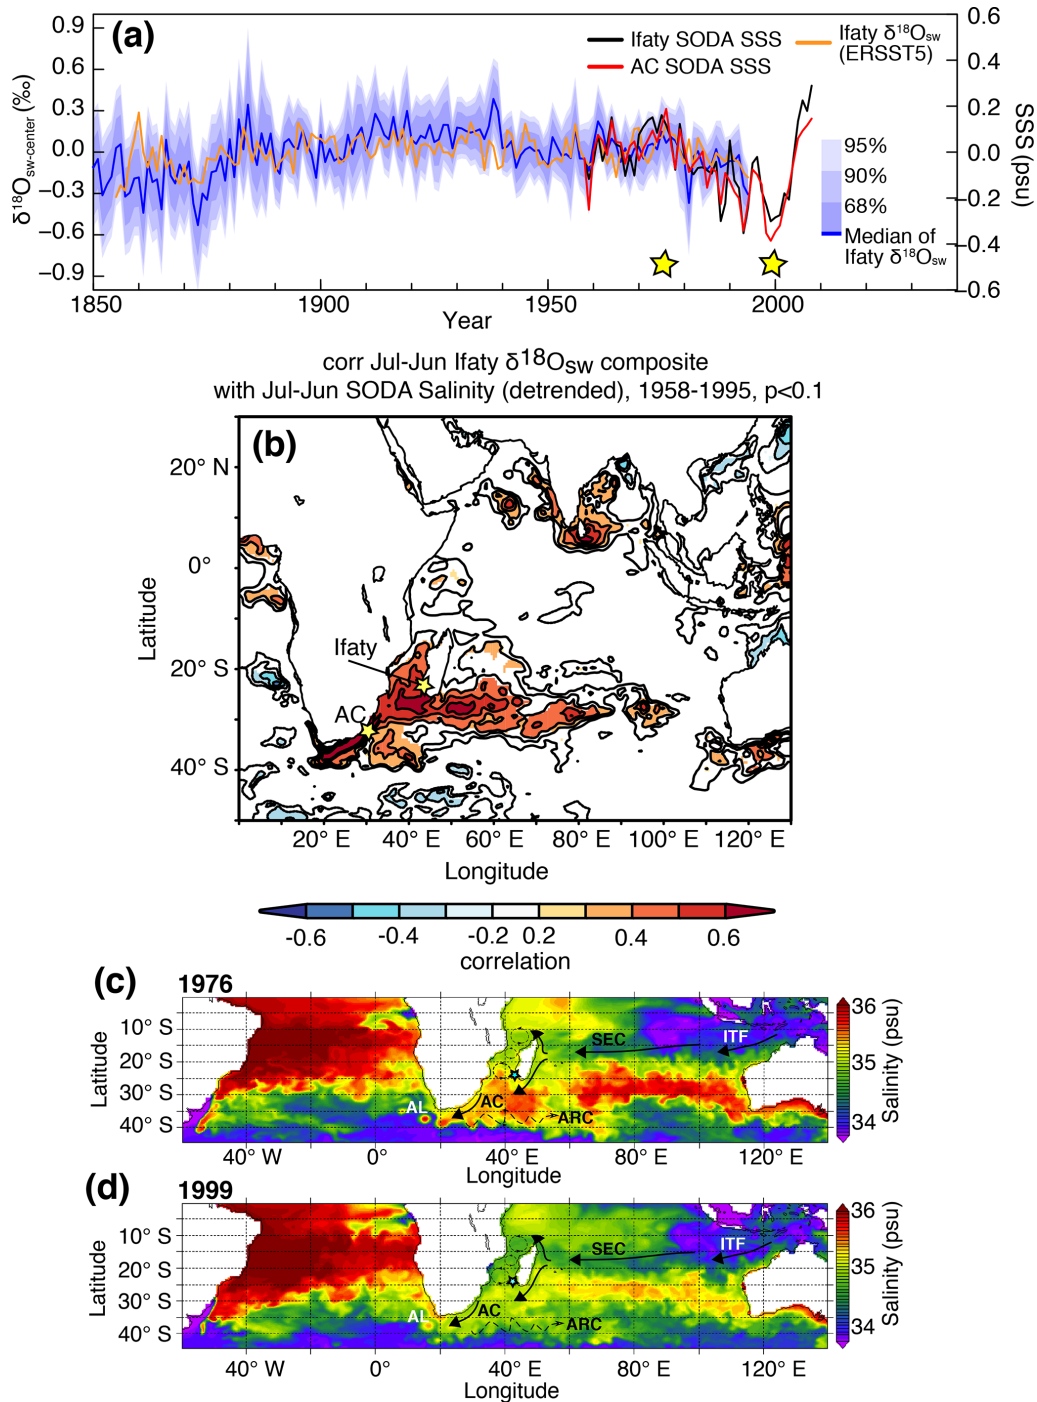 (a)
Ifaty SODA SSS
AC SODA SSS
Ifaty δ18Osw
(ERSST5)
0.9
0.6
0.3
0.0
−0.3
−0.6
−0.9
δ18Osw-center (‰)
0.6
0.4
0.2
0.0
−0.2
−0.4
−0.6
SSS (psu)
95%
90%
68%
Median of
Ifaty δ18Osw
1850
1900
1950
2000
Year
corr Jul-Jun Ifaty δ18Osw composite
with Jul-Jun SODA Salinity (detrended), 1958-1995, p<0.1
(b)
20° N
0°
20° S
40° S
Latitude
Ifaty
AC
20° E
40° E
60° E
80° E
100° E
120° E
Longitude
-0.6
-0.4
-0.2
0.2
0.4
0.6
correlation
(c)
1976
10° S
20° S
30° S
40° S
Latitude
SEC
ITF
AL
AC
ARC
40° W
0°
40° E
80° E
120° E
Longitude
36
35
34
Salinity (psu)
(d)
1999
10° S
20° S
30° S
40° S
Latitude
SEC
ITF
AL
AC
ARC
40° W
0°
40° E
80° E
120° E
Longitude
36
35
34
Salinity (psu)